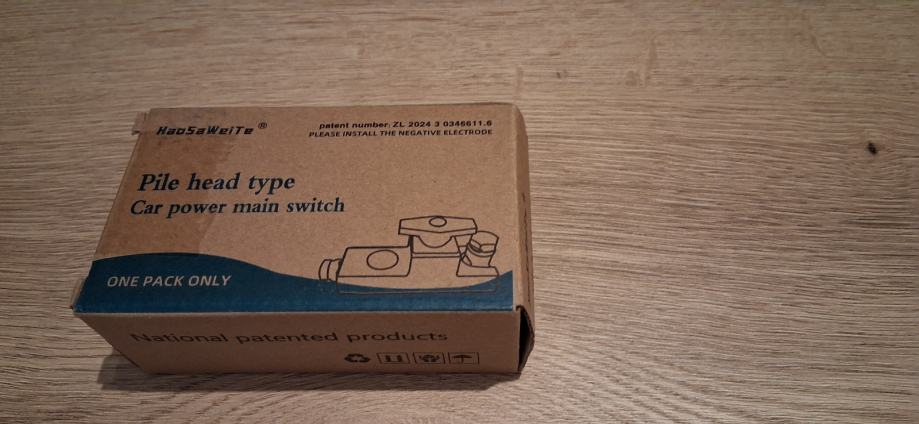 HaoSaWeiTe ®
patent number: ZL 2024 3 0346611.6
PLEASE INSTALL THE NEGATIVE ELECTRODE
Pile head type
Car power main switch
ONE PACK ONLY
National patented products